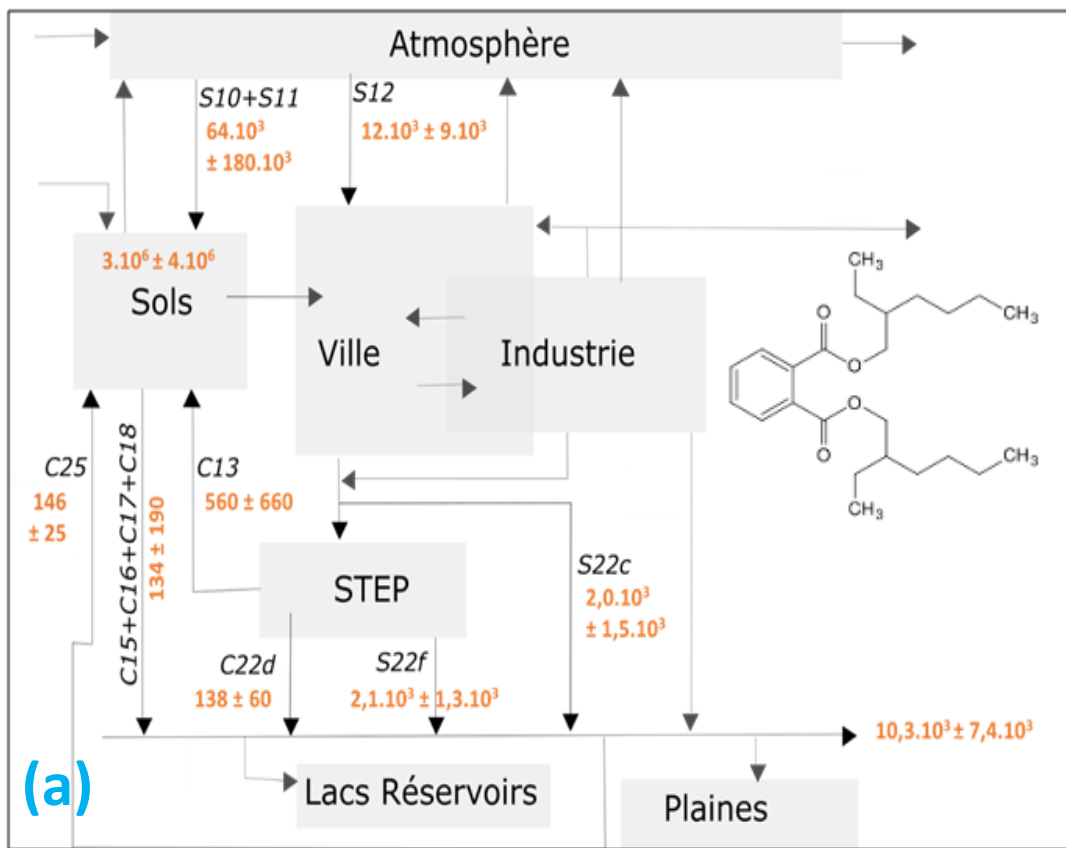 Atmosphère
S10+S11
64.10³
± 180.10³
S12
12.10³ ± 9.10³
3.10⁶ ± 4.10⁶
Sols
Ville
Industrie
CH₃
CH₃
O
O
O
O
CH₃
CH₃
C25
146
± 25
C15+C16+C17+C18
134 ± 190
C13
560 ± 660
STEP
S22c
2,0.10³
± 1,5.10³
C22d
138 ± 60
S22f
2,1.10³ ± 1,3.10³
10,3.10³ ± 7,4.10³
(a)
Lacs Réservoirs
Plaines